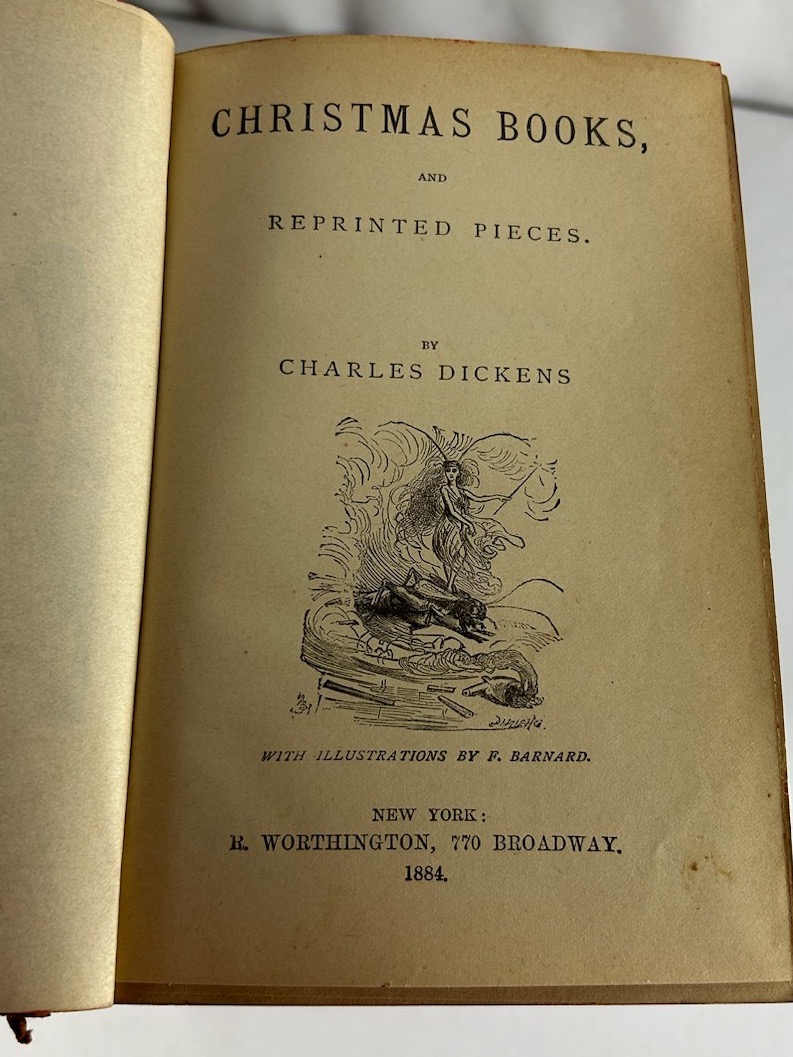 CHRISTMAS BOOKS,
AND
REPRINTED PIECES.
BY
CHARLES DICKENS
WITH ILLUSTRATIONS BY F. BARNARD.
NEW YORK:
R. WORTHINGTON, 770 BROADWAY.
1884.